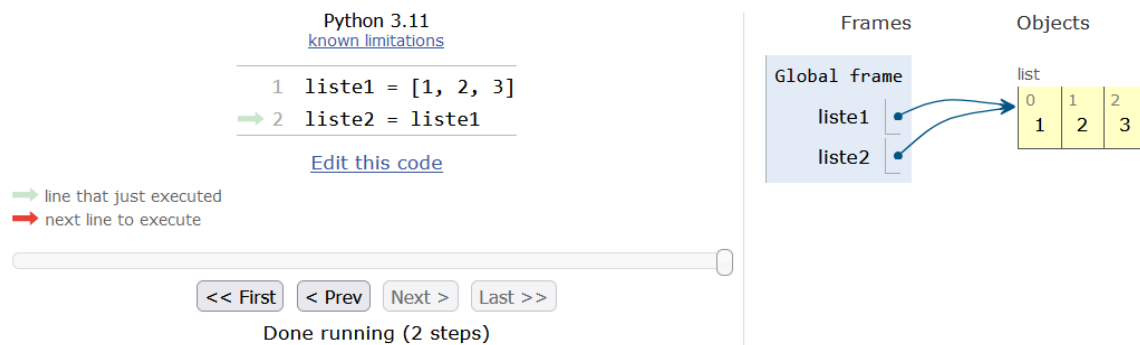 Python 3.11
known limitations
1 liste1 = [1, 2, 3]
2 liste2 = liste1
Edit this code
line that just executed
next line to execute
<< First < Prev Next > Last >>
Done running (2 steps)
Frames Objects
Global frame
liste1
liste2
list
0 1 2
1 2 3